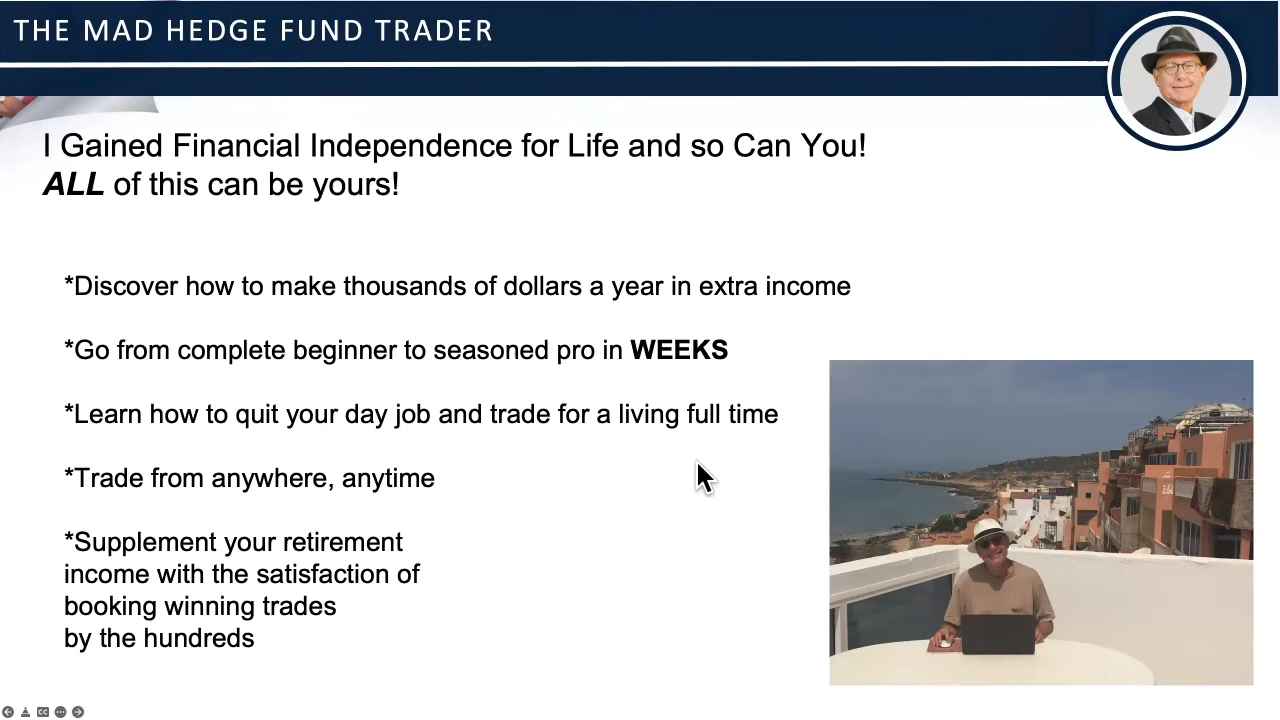 THE MAD HEDGE FUND TRADER
I Gained Financial Independence for Life and so Can You!
ALL of this can be yours!
*Discover how to make thousands of dollars a year in extra income
*Go from complete beginner to seasoned pro in WEEKS
*Learn how to quit your day job and trade for a living full time
*Trade from anywhere, anytime
*Supplement your retirement
income with the satisfaction of
booking winning trades
by the hundreds
CC